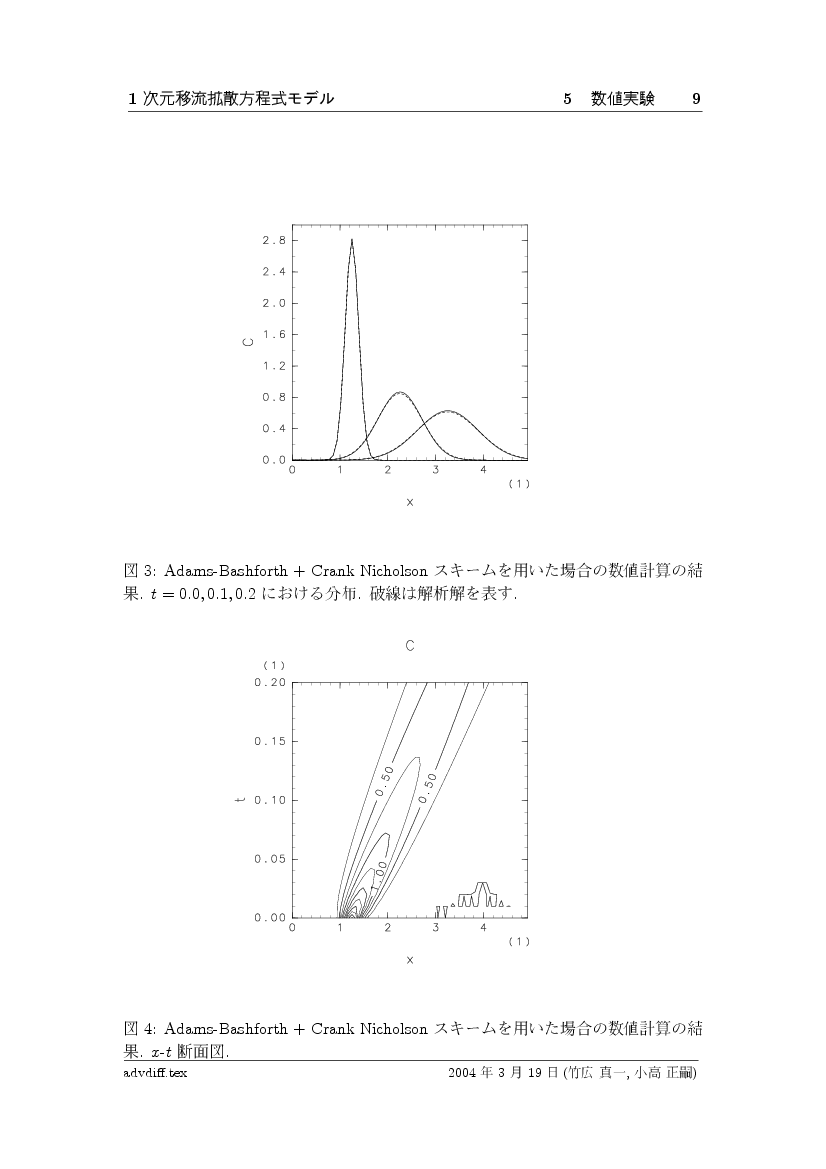 1 次元移流拡散方程式モデル 5 数値実験 9
2.8
2.4
2.0
1.6
C
1.2
0.8
0.4
0.0
0 1 2 3 4
(1)
x
図 3: Adams-Bashforth + Crank Nicholson スキームを用いた場合の数値計算の結
果. t = 0.0, 0.1, 0.2 における分布. 破線は解析解を表す.
C
(1)
0.20
0.15
0.50
0.50
t 0.10
0.05
1.00
0.00
0 1 2 3 4
(1)
x
図 4: Adams-Bashforth + Crank Nicholson スキームを用いた場合の数値計算の結
果. x-t 断面図.
advdiff.tex 2004 年 3 月 19 日 (竹広 真一, 小高 正嗣)